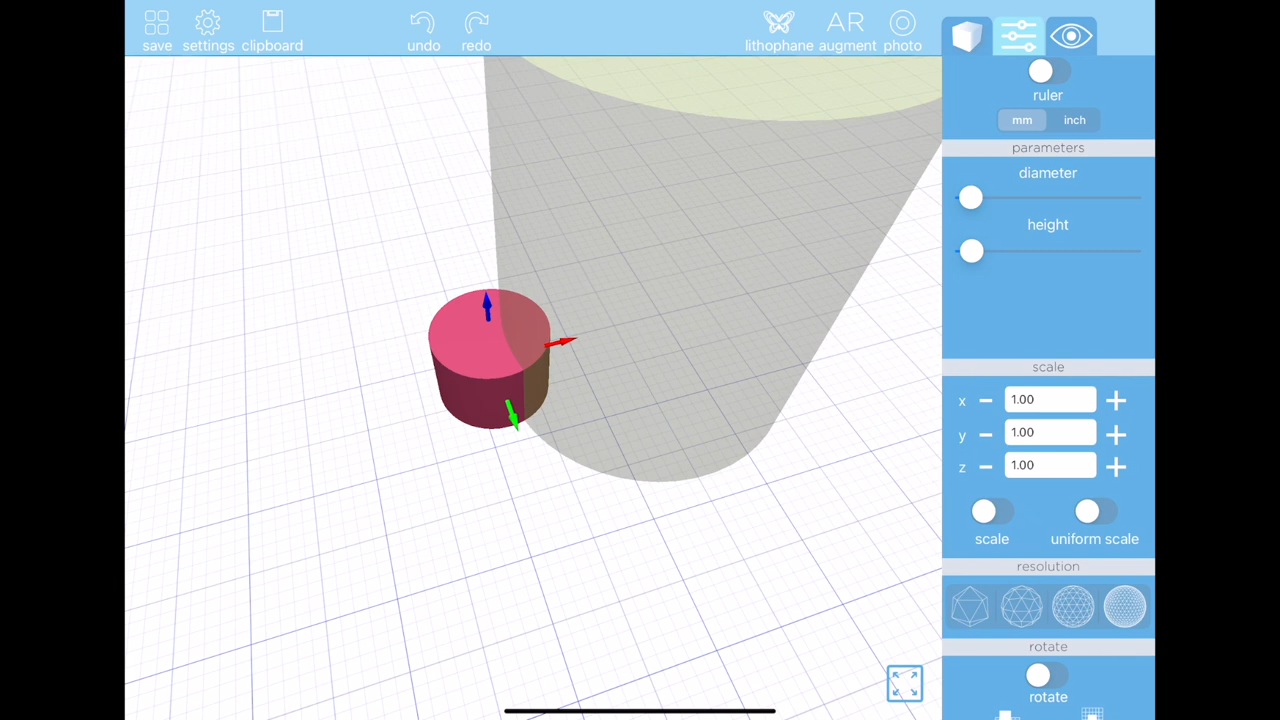 save settings clipboard undo redo lithophane AR augment photo
ruler
mm inch
parameters
diameter
height
scale
x 1.00
y 1.00
z 1.00
scale uniform scale
resolution
rotate
rotate